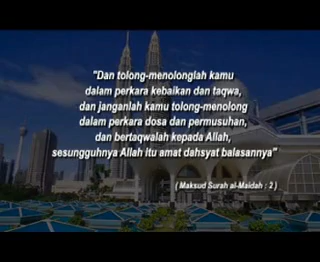 "Dan tolong-menolonglah kamu
dalam perkara kebaikan dan taqwa,
dan janganlah kamu tolong-menolong
dalam perkara dosa dan permusuhan,
dan bertaqwalah kepada Allah,
sesungguhnya Allah itu amat dahsyat balasannya"
( Maksud Surah al-Maidah : 2 )